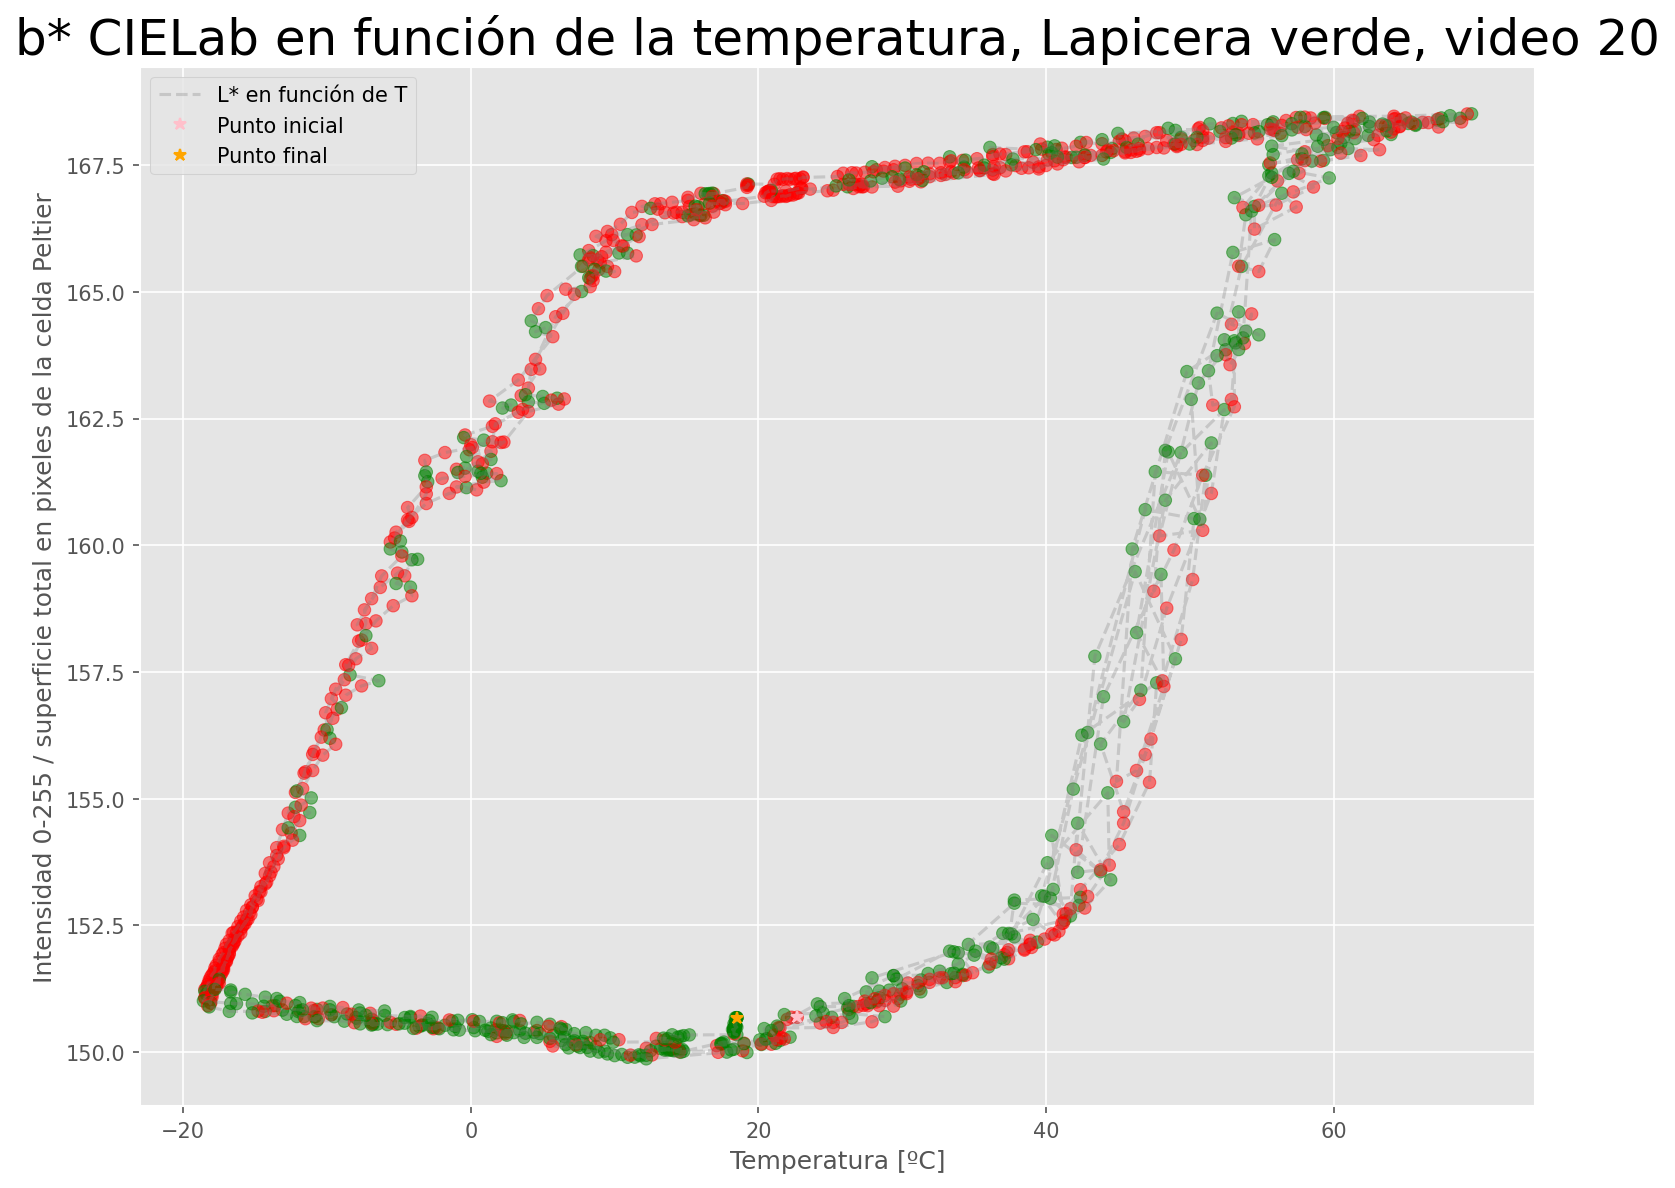 b* CIELab en función de la temperatura, Lapicera verde, video 20
L* en función de T
Punto inicial
Punto final
Intensidad 0-255 / superficie total en pixeles de la celda Peltier
167.5
165.0
162.5
160.0
157.5
155.0
152.5
150.0
−20 0 20 40 60
Temperatura [ºC]